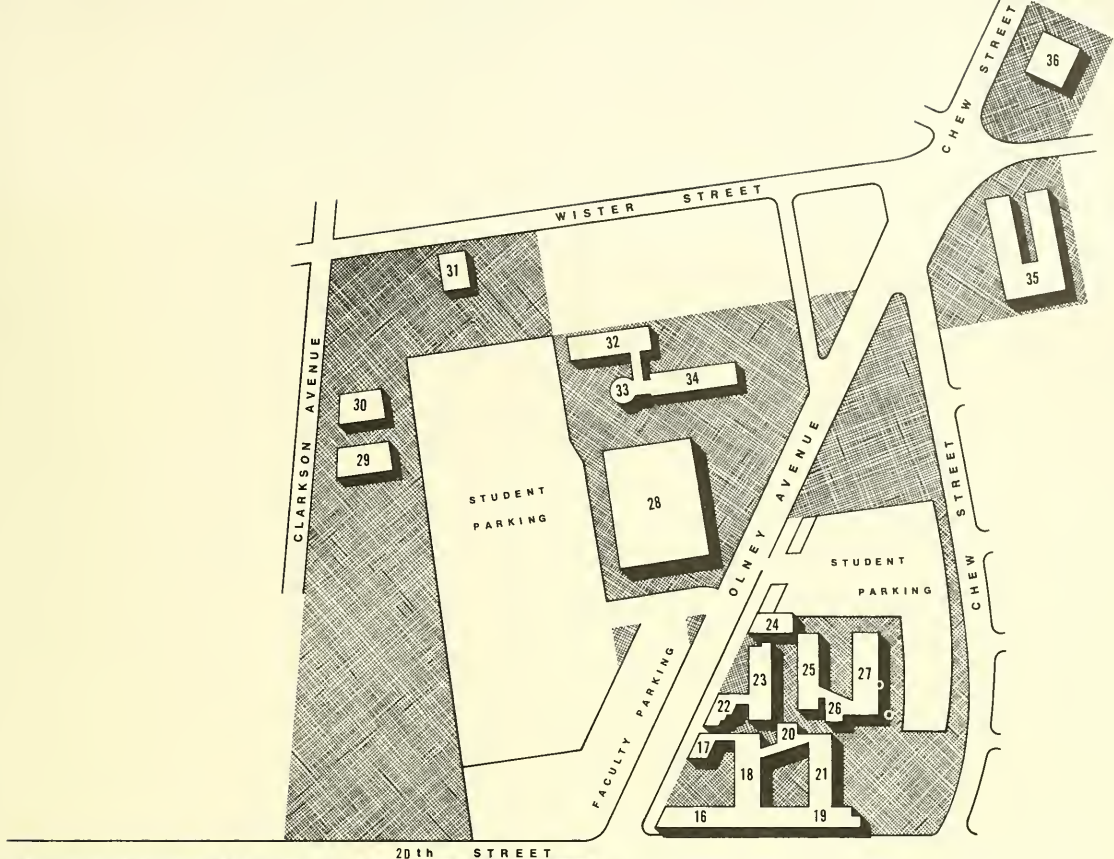 CHEW STREET
36
WISTER STREET
31
35
32
33
34
CLARKSON AVENUE
30
29
28
STUDENT
PARKING
OLNEY AVENUE
CHEW STREET
STUDENT
PARKING
24
25
27
23
22
26
20
17
18
21
16
19
FACULTY PARKING
20th STREET